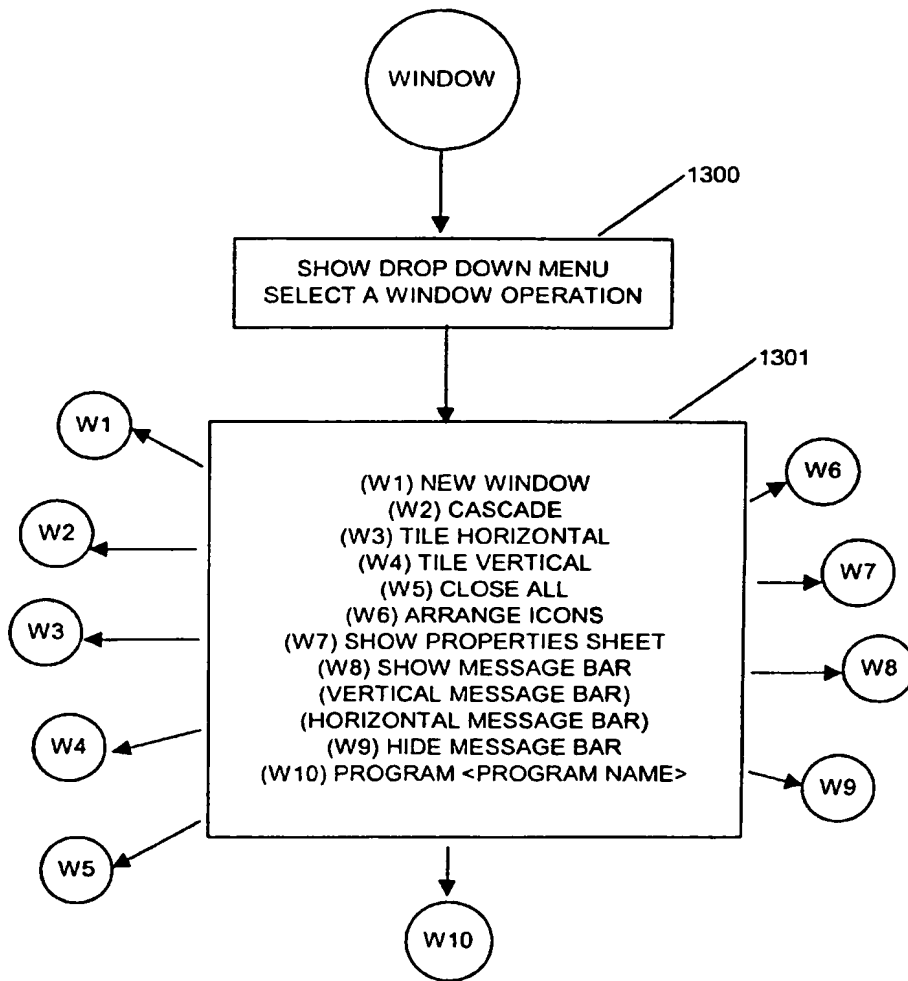 WINDOW
1300
SHOW DROP DOWN MENU
SELECT A WINDOW OPERATION
1301
W1
W2
W3
W4
W5
(W1) NEW WINDOW
(W2) CASCADE
(W3) TILE HORIZONTAL
(W4) TILE VERTICAL
(W5) CLOSE ALL
(W6) ARRANGE ICONS
(W7) SHOW PROPERTIES SHEET
(W8) SHOW MESSAGE BAR
(VERTICAL MESSAGE BAR)
(HORIZONTAL MESSAGE BAR)
(W9) HIDE MESSAGE BAR
(W10) PROGRAM <PROGRAM NAME>
W6
W7
W8
W9
W10